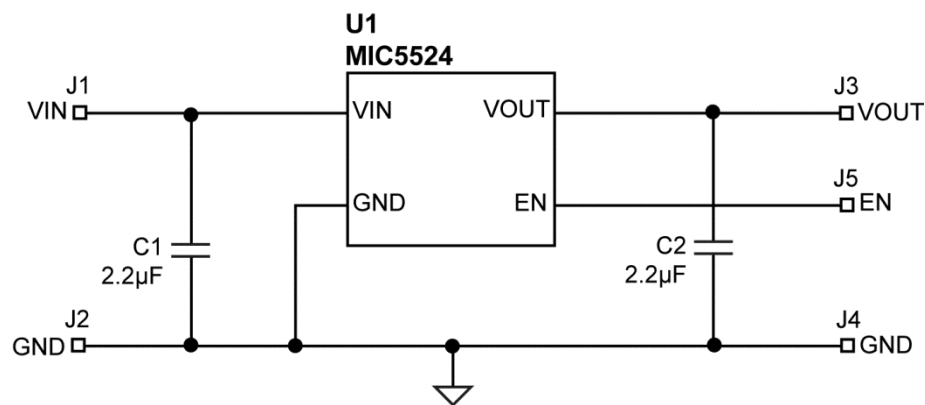 U1
MIC5524
J1
VIN
VIN
VOUT
J3
VOUT
GND
EN
J5
EN
C1
2.2µF
C2
2.2µF
J2
GND
J4
GND